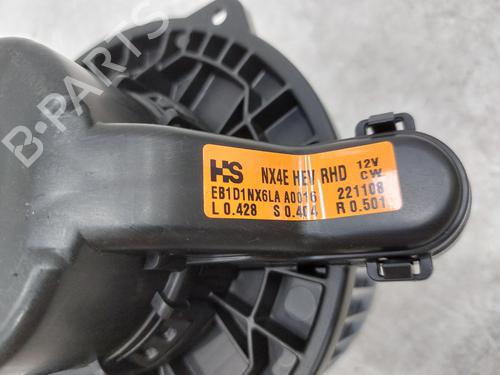 B-PARTS
HS NX4E HEV RHD 12V CW
EB1D1NX6LA A0016 221108
L 0.428 S 0.404 R 0.501